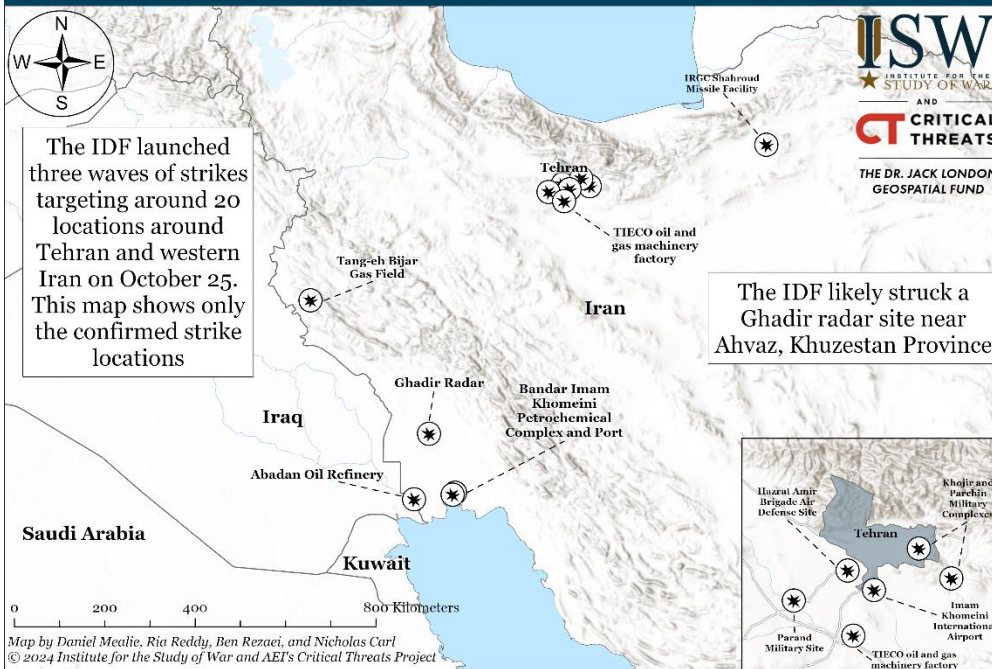 N
W E
S
The IDF launched
three waves of strikes
targeting around 20
locations around
Tehran and western
Iran on October 25.
This map shows only
the confirmed strike
locations
ISW
INSTITUTE FOR THE
STUDY OF WAR
AND
CT CRITICAL
THREATS
THE DR. JACK LONDON
GEOSPATIAL FUND
IRGC Shahroud
Missile Facility
Tehran
TIECO oil and
gas machinery
factory
Tang-eh Bijar
Gas Field
Iran
The IDF likely struck a
Ghadir radar site near
Ahvaz, Khuzestan Province
Ghadir Radar
Bandar Imam
Khomeini
Petrochemical
Complex and Port
Iraq
Abadan Oil Refinery
Saudi Arabia
Kuwait
0 200 400 800 Kilometers
Map by Daniel Mealie, Ria Reddy, Ben Rezaei, and Nicholas Carl
© 2024 Institute for the Study of War and AEI's Critical Threats Project
Hazrat Amir
Brigade Air
Defense Site
Khojir and
Parchin
Military
Complexes
Tehran
Parand
Military Site
Imam
Khomeini
International
Airport
TIECO oil and gas
machinery factory